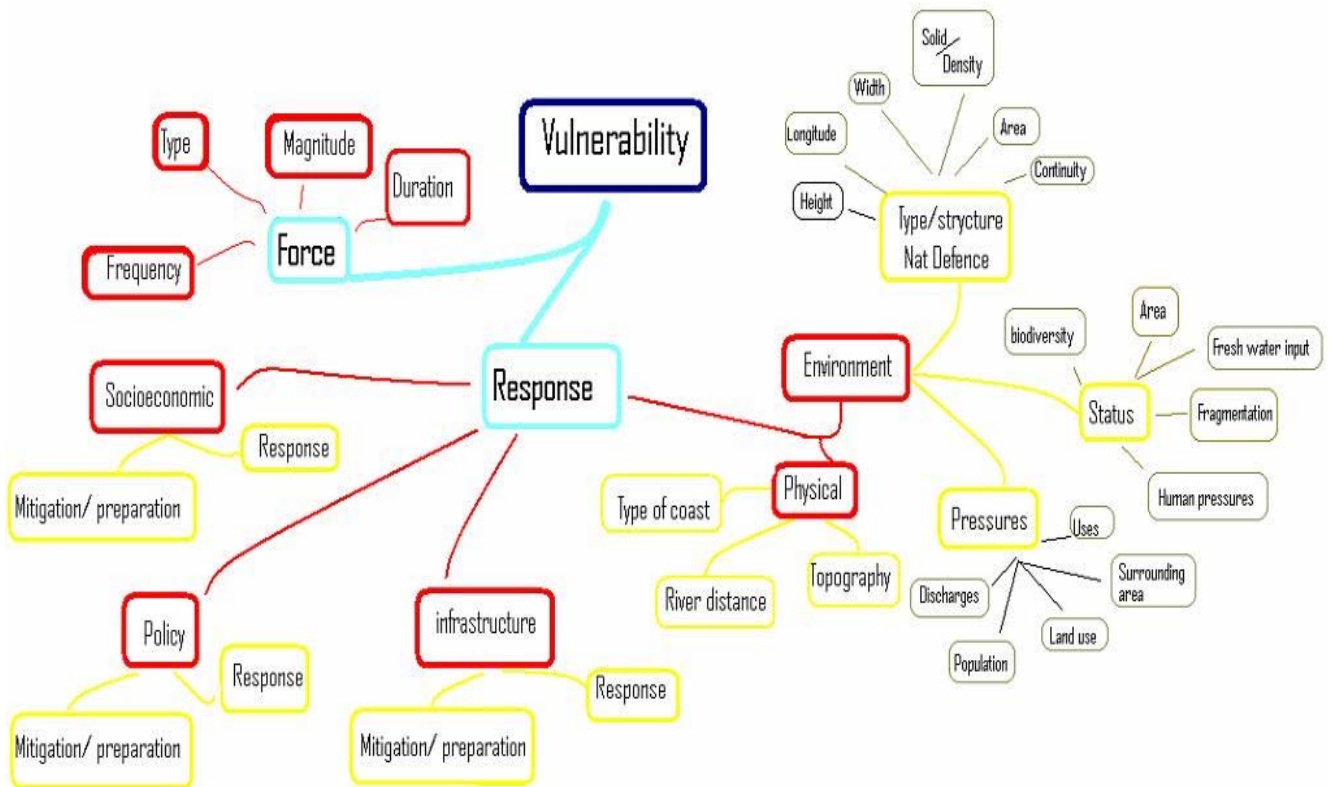 Vulnerability
Type
Magnitude
Duration
Force
Frequency
Response
Socioeconomic
Response
Mitigation/ preparation
Policy
Response
Mitigation/ preparation
infrastructure
Response
Mitigation/ preparation
Solid
Density
Width
Longitude
Area
Continuity
Height
Type/strycture
Nat Defence
Environment
biodiversity
Area
Fresh water input
Status
Fragmentation
Human pressures
Physical
Type of coast
River distance
Topography
Pressures
Uses
Surrounding
area
Discharges
Land use
Population